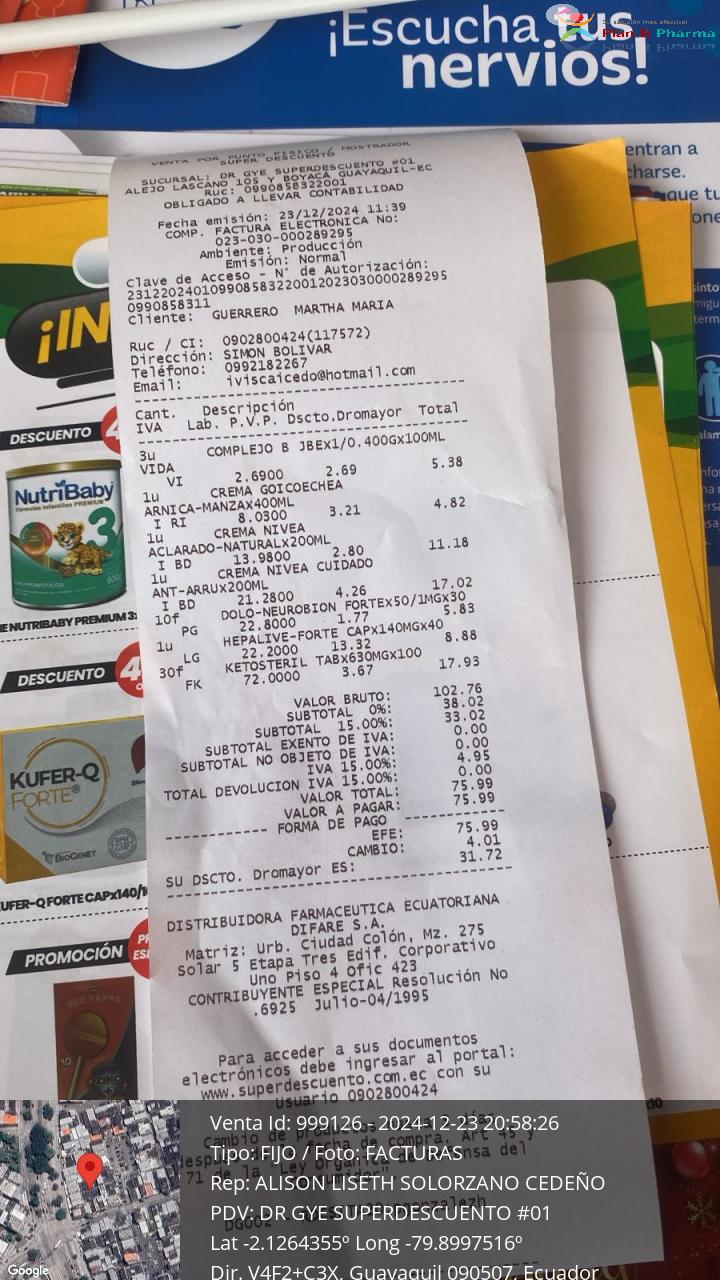 ¡Escucha tus
nervios!
Plan B Pharma
VENTA POR PUNTO FISICO / MOSTRADOR
SUPER DESCUENTO
SUCURSAL: DR GYE SUPERDESCUENTO #01
ALEJO LASCANO 105 Y BOYACA GUAYAQUIL-EC
RUC: 0990858322001
OBLIGADO A LLEVAR CONTABILIDAD
Fecha emisión: 23/12/2024 11:39
COMP. FACTURA ELECTRONICA No:
023-030-000289295
Ambiente: Producción
Emisión: Normal
Clave de Acceso - N° de Autorización:
2312202401099085832200120230300000289295
0990858311
Cliente: GUERRERO MARTHA MARIA
Ruc / CI: 0902800424(117572)
Dirección: SIMON BOLIVAR
Teléfono: 0992182267
Email: iviscaicedo@hotmail.com
Cant. Descripción
IVA Lab. P.V.P. Dscto.Dromayor Total
3u COMPLEJO B JBEx1/0.400Gx100ML
VIDA
VI 2.6900 2.69 5.38
1u CREMA GOICOECHEA
ARNICA-MANZAx400ML
I RI 8.0300 3.21 4.82
1u CREMA NIVEA
ACLARADO-NATURALx200ML
I BD 13.9800 2.80 11.18
1u CREMA NIVEA CUIDADO
ANT-ARRUx200ML
I BD 21.2800 4.26 17.02
10f DOLO-NEUROBION FORTEx50/1MGx30
PG 22.8000 1.77 5.83
1u HEPALIVE-FORTE CAPx140MGx40
LG 22.2000 13.32 8.88
30f KETOSTERIL TABx630MGx100
FK 72.0000 3.67 17.93
VALOR BRUTO: 102.76
SUBTOTAL 0%: 38.02
SUBTOTAL 15.00%: 33.02
SUBTOTAL EXENTO DE IVA: 0.00
SUBTOTAL NO OBJETO DE IVA: 0.00
IVA 15.00%: 4.95
TOTAL DEVOLUCION IVA 15.00%: 0.00
VALOR TOTAL: 75.99
VALOR A PAGAR: 75.99
FORMA DE PAGO
EFE: 75.99
CAMBIO: 4.01
SU DSCTO. Dromayor ES: 31.72
DISTRIBUIDORA FARMACEUTICA ECUATORIANA
DIFARE S.A.
Matriz: Urb. Ciudad Colón, Mz. 275
Solar 5 Etapa Tres Edif. Corporativo
Uno Piso 4 Ofic 423
CONTRIBUYENTE ESPECIAL Resolución No
.6925 Julio-04/1995
Para acceder a sus documentos
electrónicos debe ingresar al portal:
www.superdescuento.com.ec con su
Usuario 0902800424
DESCUENTO
NutriBaby
Fórmulas Infantiles PREMIUM
3
NUTRIBABY PREMIUM
DESCUENTO
KUFER-Q
FORTE®
BIOGENET
KUFER-Q FORTE CAPx140/
PROMOCIÓN
Venta Id: 999126 - 2024-12-23 20:58:26
Tipo: FIJO / Foto: FACTURAS
Rep: ALISON LISETH SOLORZANO CEDEÑO
PDV: DR GYE SUPERDESCUENTO #01
Lat -2.1264355º Long -79.8997516º
Dir. V4F2+C3X, Guayaquil 090507, Ecuador
Google